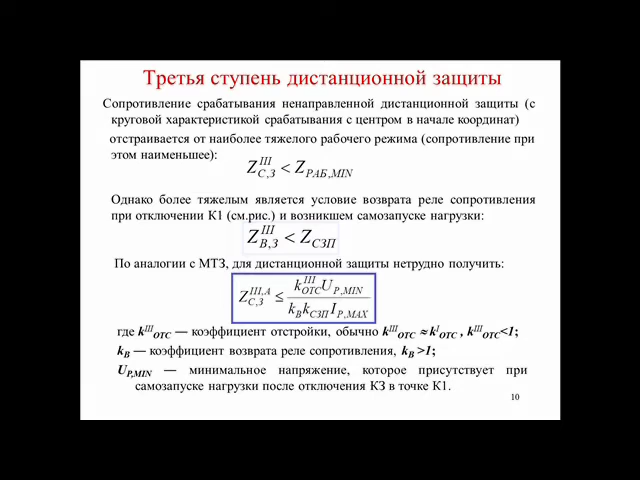 Третья ступень дистанционной защиты
Сопротивление срабатывания ненаправленной дистанционной защиты (с
круговой характеристикой срабатывания с центром в начале координат)
отстраивается от наиболее тяжелого рабочего режима (сопротивление при
этом наименьшее):
Z^III_С,З < Z_РАБ,MIN
Однако более тяжелым является условие возврата реле сопротивления
при отключении К1 (см.рис.) и возникшем самозапуске нагрузки:
Z^III_В,З < Z_СЗП
По аналогии с МТЗ, для дистанционной защиты нетрудно получить:
Z^III,А_С,З ≤ k^III_ОТС U_Р,MIN / k_В k_СЗП I_Р,MAX
где k^III_ОТС — коэффициент отстройки, обычно k^III_ОТС ≈ k^I_ОТС , k^III_ОТС<1;
k_В — коэффициент возврата реле сопротивления, k_В >1;
U_Р,MIN — минимальное напряжение, которое присутствует при
самозапуске нагрузки после отключения КЗ в точке К1.
10